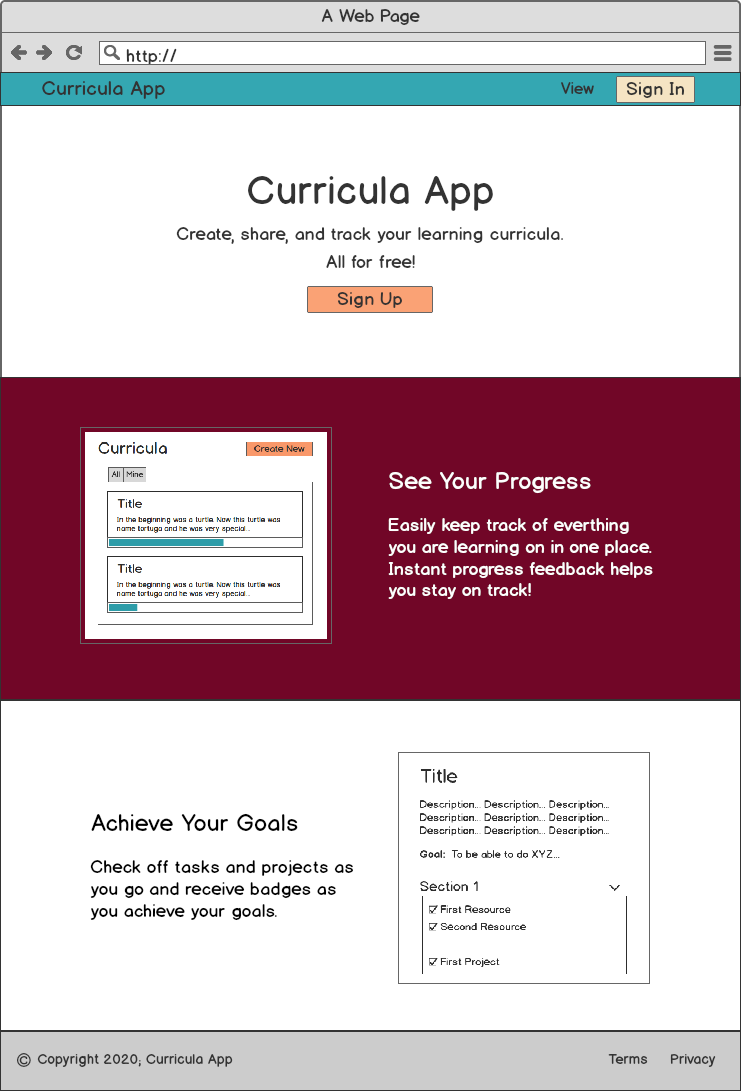 A Web Page
http://
Curricula App
View
Sign In
Curricula App
Create, share, and track your learning curricula.
All for free!
Sign Up
Curricula
Create New
All
Mine
Title
In the beginning was a turtle. Now this turtle was
name tortuga and he was very special...
Title
In the beginning was a turtle. Now this turtle was
name tortuga and he was very special...
See Your Progress
Easily keep track of everthing
you are learning on in one place.
Instant progress feedback helps
you stay on track!
Achieve Your Goals
Check off tasks and projects as
you go and receive badges as
you achieve your goals.
Title
Description... Description... Description...
Description... Description... Description...
Description... Description... Description...
Goal: To be able to do XYZ...
Section 1
First Resource
Second Resource
First Project
© Copyright 2020; Curricula App
Terms
Privacy